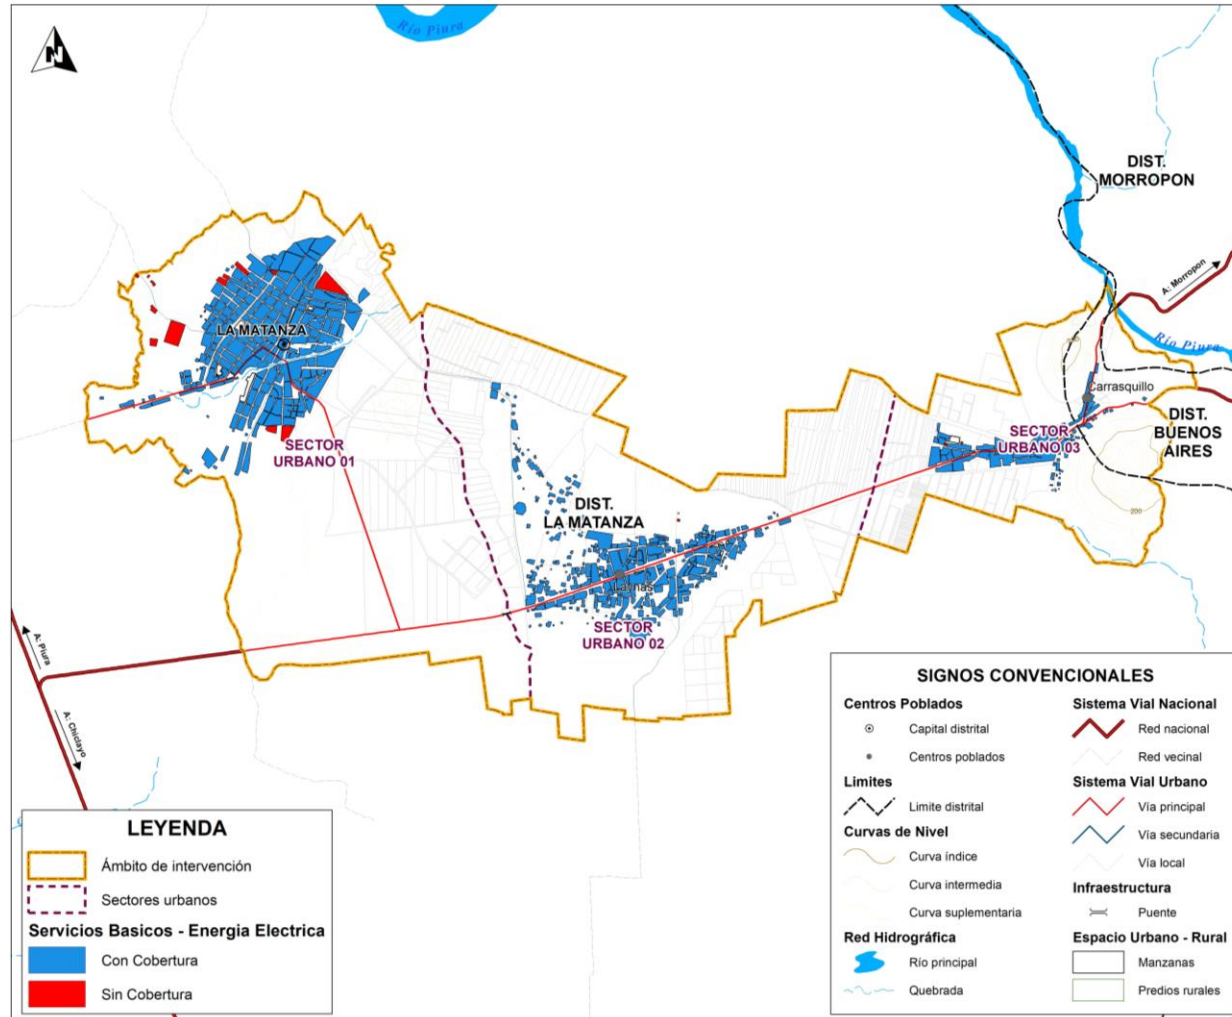 Río Piura
N
DIST.
MORROPON
A: Morropon
Río Piura
LA MATANZA
Carrasquillo
DIST.
BUENOS
AIRES
SECTOR
URBANO 03
SECTOR
URBANO 01
DIST.
LA MATANZA
200
Laynas
SECTOR
URBANO 02
A: Piura
A: Chiclayo
LEYENDA
Ámbito de intervención
Sectores urbanos
Servicios Basicos - Energia Electrica
Con Cobertura
Sin Cobertura
SIGNOS CONVENCIONALES
Centros Poblados
Capital distrital
Centros poblados
Limites
Limite distrital
Curvas de Nivel
Curva índice
Curva intermedia
Curva suplementaria
Red Hidrográfica
Río principal
Quebrada
Sistema Vial Nacional
Red nacional
Red vecinal
Sistema Vial Urbano
Vía principal
Vía secundaria
Vía local
Infraestructura
Puente
Espacio Urbano - Rural
Manzanas
Predios rurales